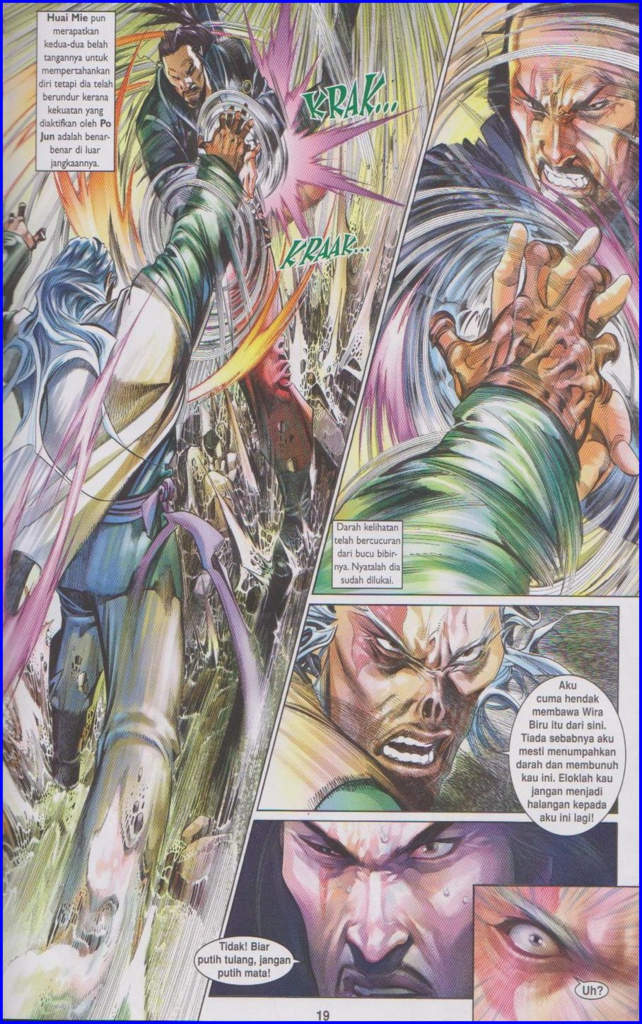 Huai Mie pun
merapatkan
kedua-dua belah
tangannya untuk
mempertahankan
diri tetapi dia telah
berundur kerana
kekuatan yang
diaktifkan oleh Po
Jun adalah benar-
benar di luar
jangkaannya.
KRAK...
KRAAK...
Darah kelihatan
telah bercucuran
dari bucu bibir-
nya. Nyatalah dia
sudah dilukai.
Aku
cuma hendak
membawa Wira
Biru itu dari sini.
Tiada sebabnya aku
mesti menumpahkan
darah dan membunuh
kau ini. Eloklah kau
jangan menjadi
halangan kepada
aku ini lagi!
Tidak! Biar
putih tulang, jangan
putih mata!
Uh?
19